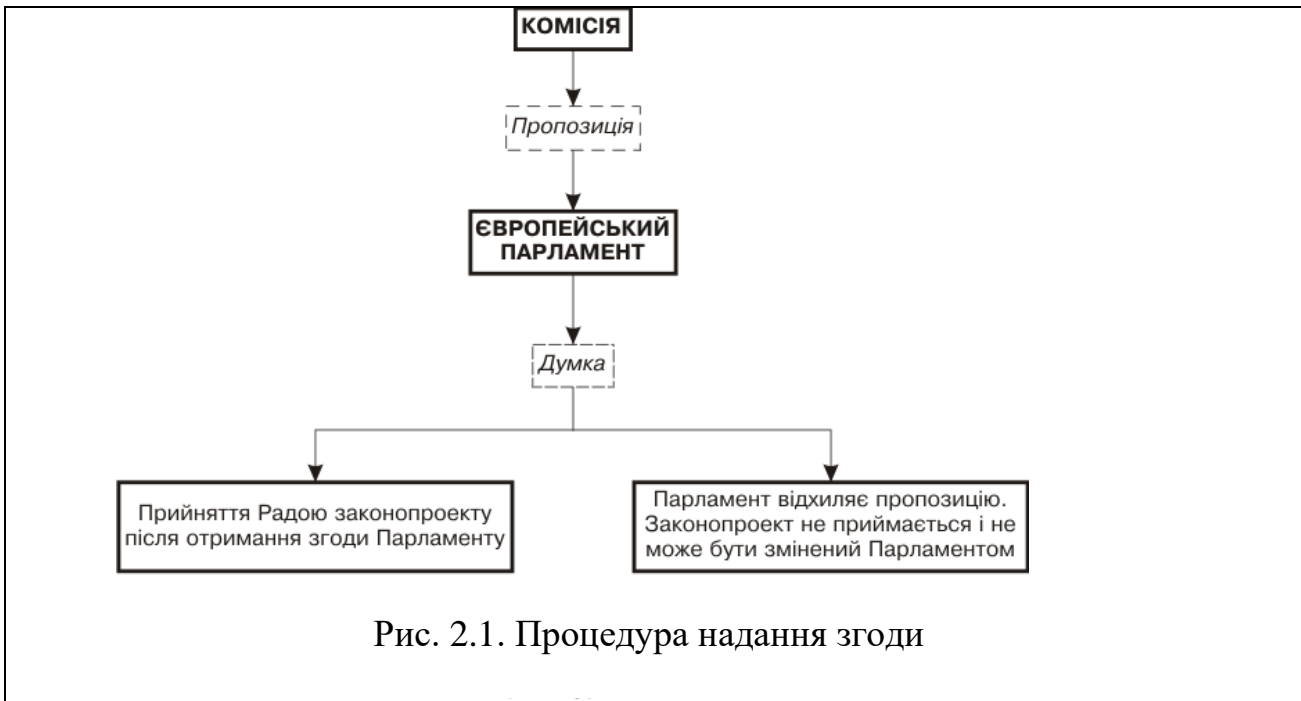 КОМІСІЯ
Пропозиція
ЄВРОПЕЙСЬКИЙ
ПАРЛАМЕНТ
Думка
Прийняття Радою законопроекту
після отримання згоди Парламенту
Парламент відхиляє пропозицію.
Законопроект не приймається і не
може бути змінений Парламентом
Рис. 2.1. Процедура надання згоди